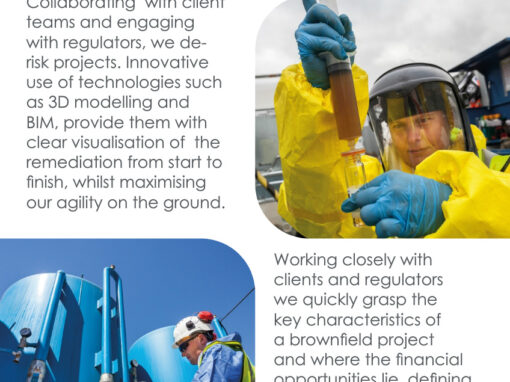 Collaborating with client
teams and engaging
with regulators, we de-
risk projects. Innovative
use of technologies such
as 3D modelling and
BIM, provide them with
clear visualisation of the
remediation from start to
finish, whilst maximising
our agility on the ground.
Working closely with
clients and regulators
we quickly grasp the
key characteristics of
a brownfield project
and where the financial
opportunities lie, defining